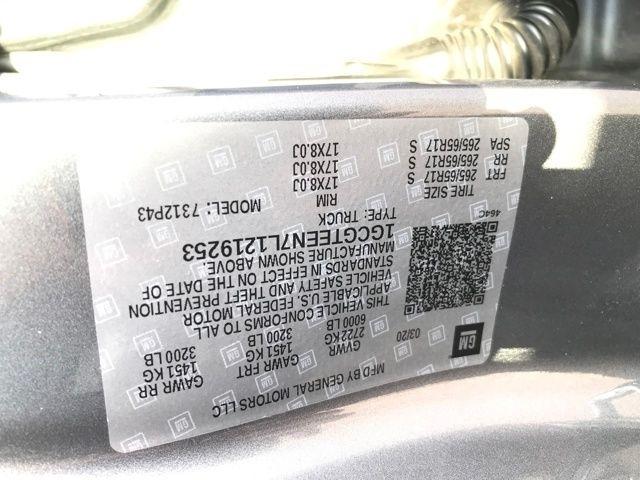 MFD BY GENERAL MOTORS LLC
GM
03/20
GVWR GAWR FRT GAWR RR
2722 KG 1451 KG 1451 KG
6000 LB 3200 LB 3200 LB
THIS VEHICLE CONFORMS TO ALL
APPLICABLE U.S. FEDERAL MOTOR
VEHICLE SAFETY AND THEFT PREVENTION
STANDARDS IN EFFECT ON THE DATE OF
MANUFACTURE SHOWN ABOVE.
1GCGTEEN7L1219253
TYPE: TRUCK MODEL: 7312P43
464C
TIRE SIZE RIM
FRT 265/65R17 S 17X8.0J
RR 265/65R17 S 17X8.0J
SPA 265/65R17 S 17X8.0J